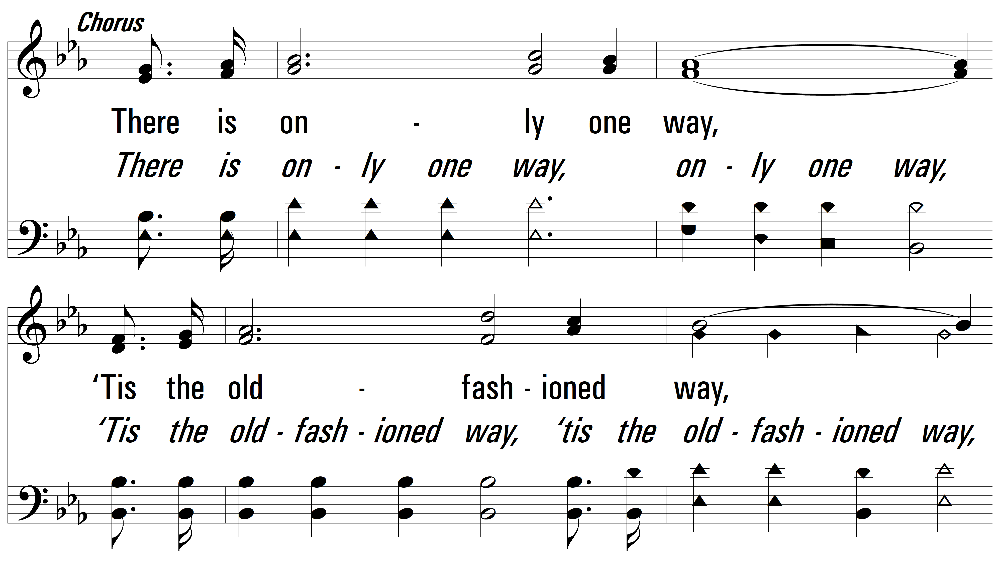 Chorus
There is on - ly one way,
There is on - ly one way, on - ly one way,
‘Tis the old - fash - ioned way,
‘Tis the old - fash - ioned way, ‘tis the old - fash - ioned way,